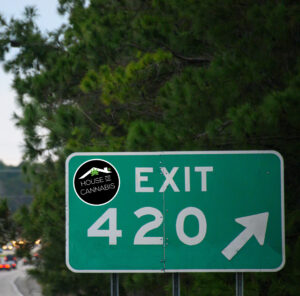 HOUSE OF
CANNABIS
EXIT
420